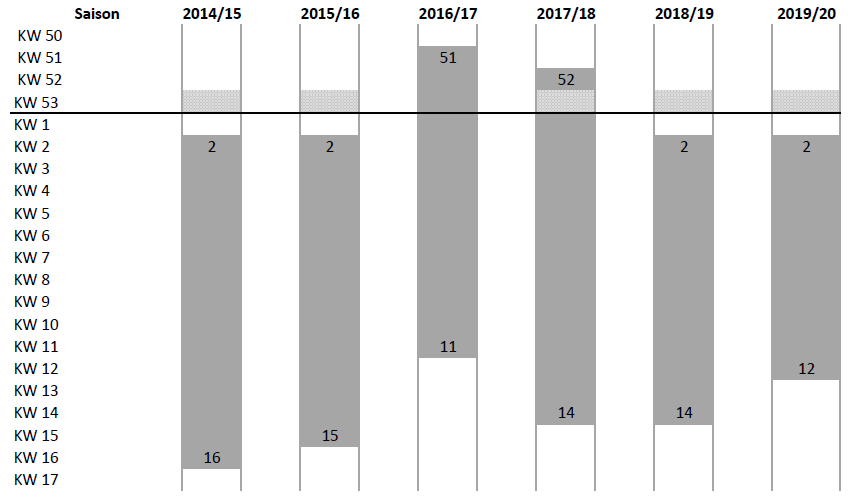 Saison 2014/15 2015/16 2016/17 2017/18 2018/19 2019/20
KW 50
KW 51 51
KW 52 52
KW 53
KW 1
KW 2 2 2 2 2
KW 3
KW 4
KW 5
KW 6
KW 7
KW 8
KW 9
KW 10
KW 11 11
KW 12 12
KW 13
KW 14 14 14
KW 15 15
KW 16 16
KW 17